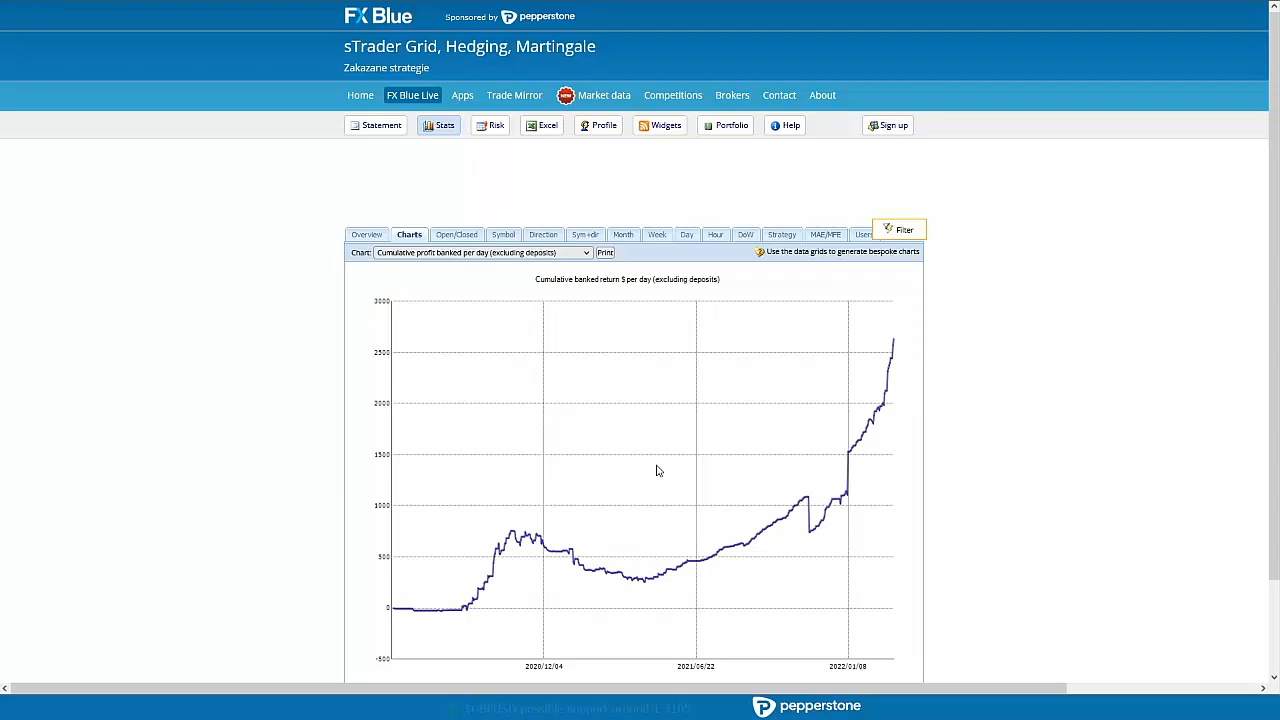 FX Blue Sponsored by pepperstone
sTrader Grid, Hedging, Martingale
Zakazane strategie
Home FX Blue Live Apps Trade Mirror NEW Market data Competitions Brokers Contact About
Statement Stats Risk Excel Profile Widgets Portfolio Help Sign up
Overview Charts Open/Closed Symbol Direction Sym+dir Month Week Day Hour DoW Strategy MAE/MFE Filter
Chart: Cumulative profit banked per day (excluding deposits) Print Use the data grids to generate bespoke charts
Cumulative banked return $ per day (excluding deposits)
3000
2500
2000
1500
1000
500
0
-500
2020/12/04 2021/06/22 2022/01/08
pepperstone